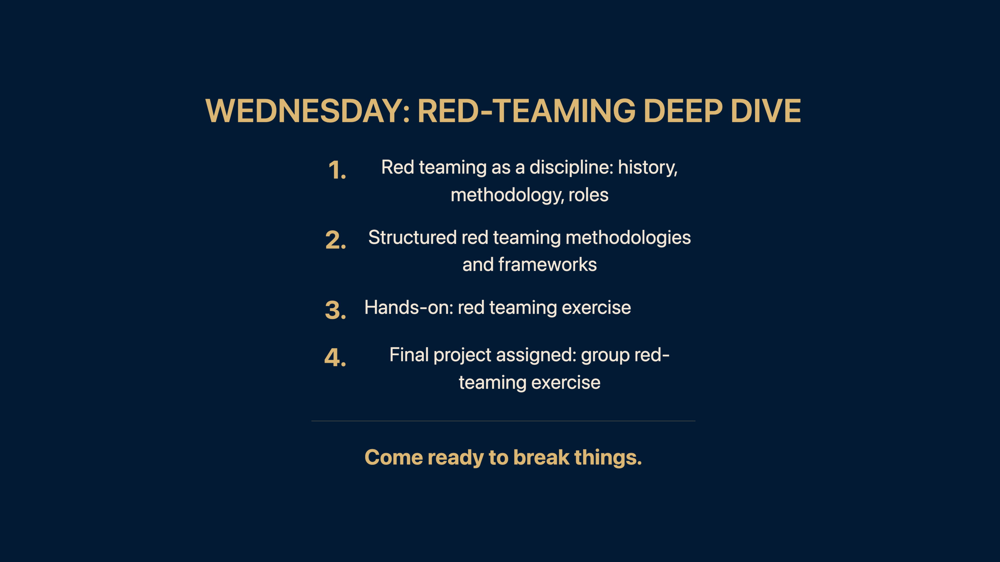 WEDNESDAY: RED-TEAMING DEEP DIVE
1. Red teaming as a discipline: history,
methodology, roles
2. Structured red teaming methodologies
and frameworks
3. Hands-on: red teaming exercise
4. Final project assigned: group red-
teaming exercise
Come ready to break things.